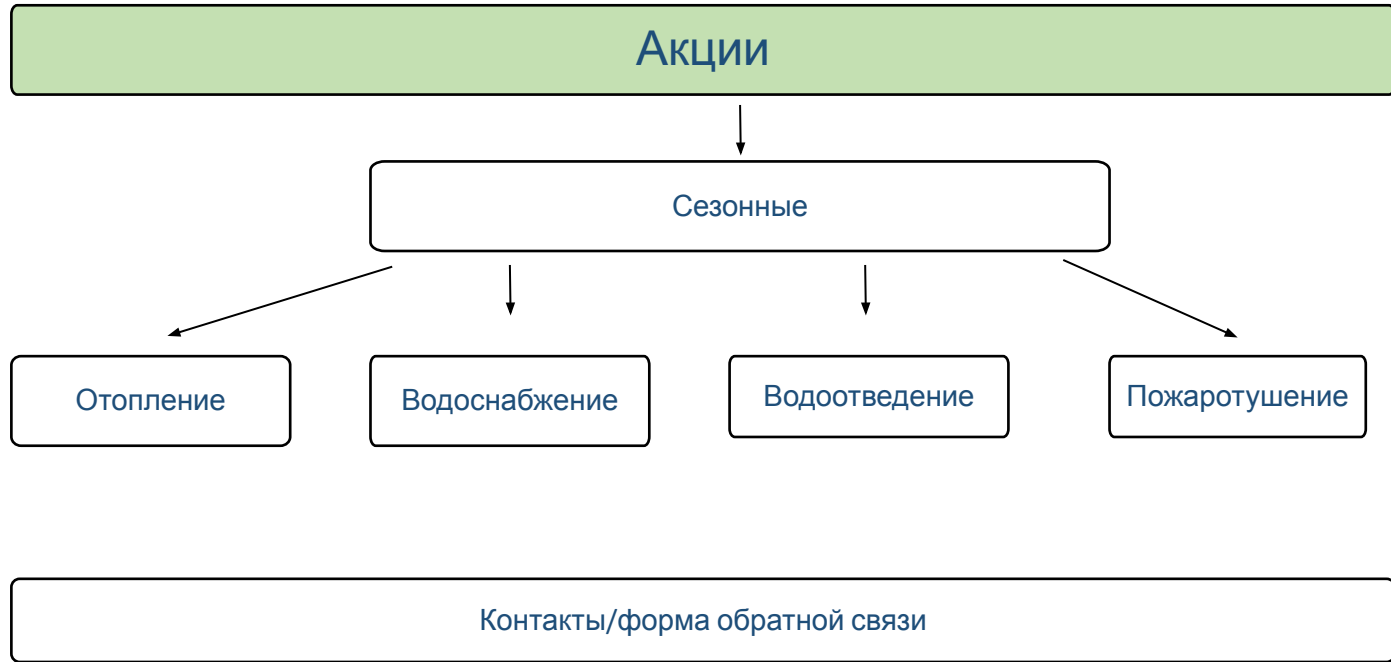 Акции
Сезонные
Отопление
Водоснабжение
Водоотведение
Пожаротушение
Контакты/форма обратной связи